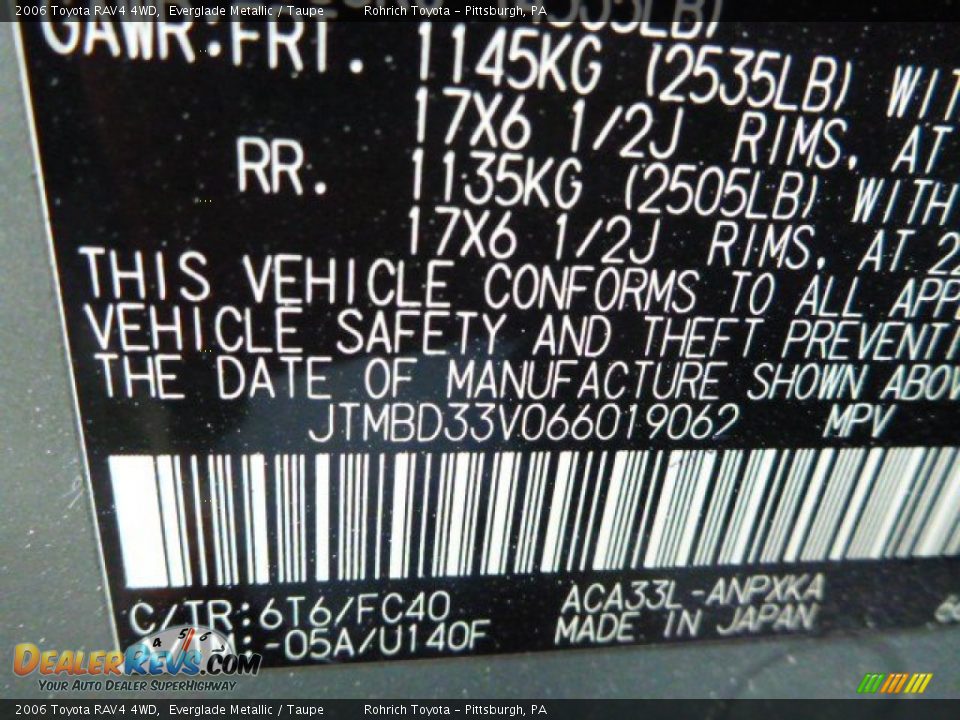 2006 Toyota RAV4 4WD, Everglade Metallic / Taupe Rohrich Toyota - Pittsburgh, PA
GAWR:FRT. 1145KG (2535LB) WIT
17X6 1/2J RIMS, AT
RR. 1135KG (2505LB) WITH
17X6 1/2J RIMS, AT 22
THIS VEHICLE CONFORMS TO ALL APP
VEHICLE SAFETY AND THEFT PREVENT
THE DATE OF MANUFACTURE SHOWN ABOV
JTMBD33V066019062 MPV
C/TR:6T6/FC40 ACA33L-ANPXKA
-05A/U140F MADE IN JAPAN
4 5 6
DealerRevs.com
Your Auto Dealer SuperHighway
2006 Toyota RAV4 4WD, Everglade Metallic / Taupe Rohrich Toyota - Pittsburgh, PA